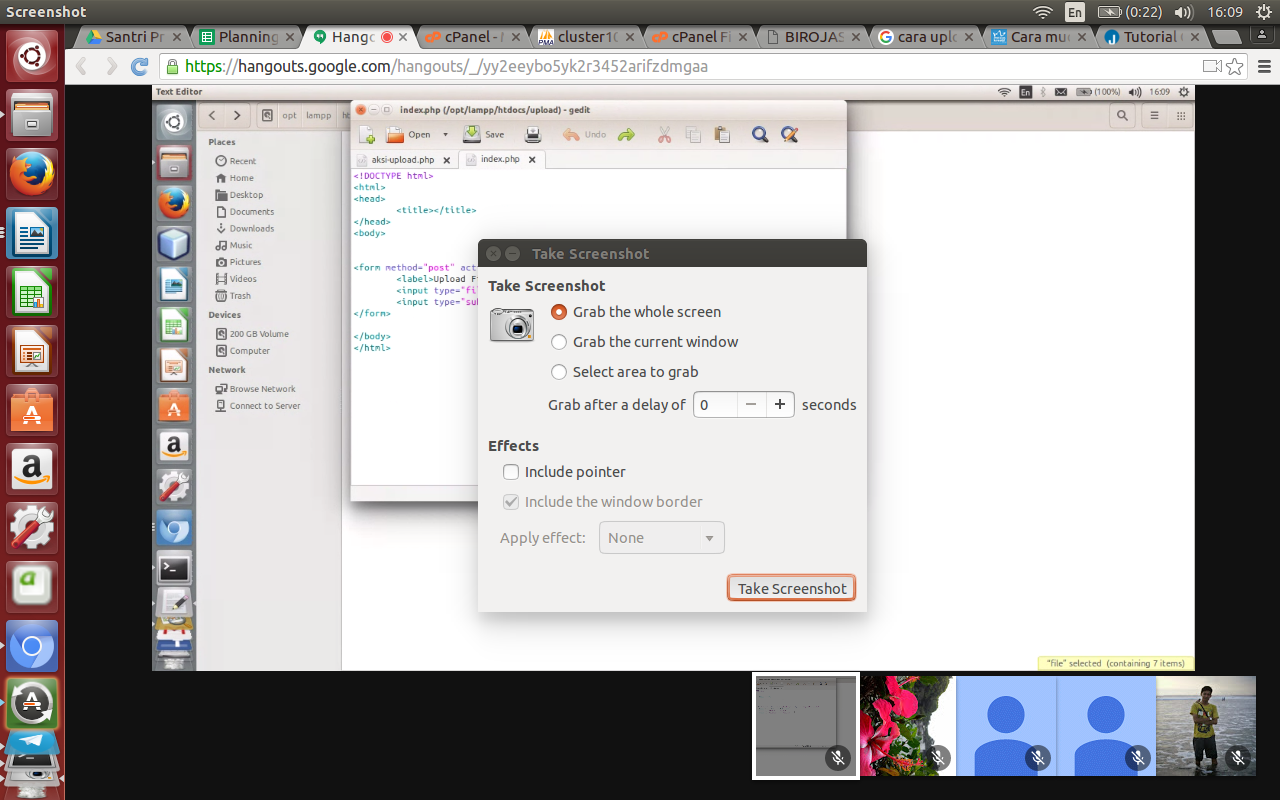 Screenshot
En
(0:22)
16:09
Santri Pr
Planning
Hango
cPanel - M
cluster10
cPanel Fi
BIROJAS
cara uplo
Cara mud
Tutorial C
https://hangouts.google.com/hangouts/_/yy2eeybo5yk2r3452arifzdmgaa
Text Editor
En
(100%)
16:09
opt
lampp
index.php (/opt/lampp/htdocs/upload) - gedit
Open
Save
Undo
aksi-upload.php
index.php
Places
Recent
Home
Desktop
Documents
Downloads
Music
Pictures
Videos
Trash
Devices
200 GB Volume
Computer
Network
Browse Network
Connect to Server
<!DOCTYPE html>
<html>
<head>
<title></title>
</head>
<body>
<form method="post" act
<label>Upload F
<input type="fi
<input type="su
</form>
</body>
</html>
Take Screenshot
Take Screenshot
Grab the whole screen
Grab the current window
Select area to grab
Grab after a delay of 0 seconds
Effects
Include pointer
Include the window border
Apply effect: None
Take Screenshot
"file" selected (containing 7 items)